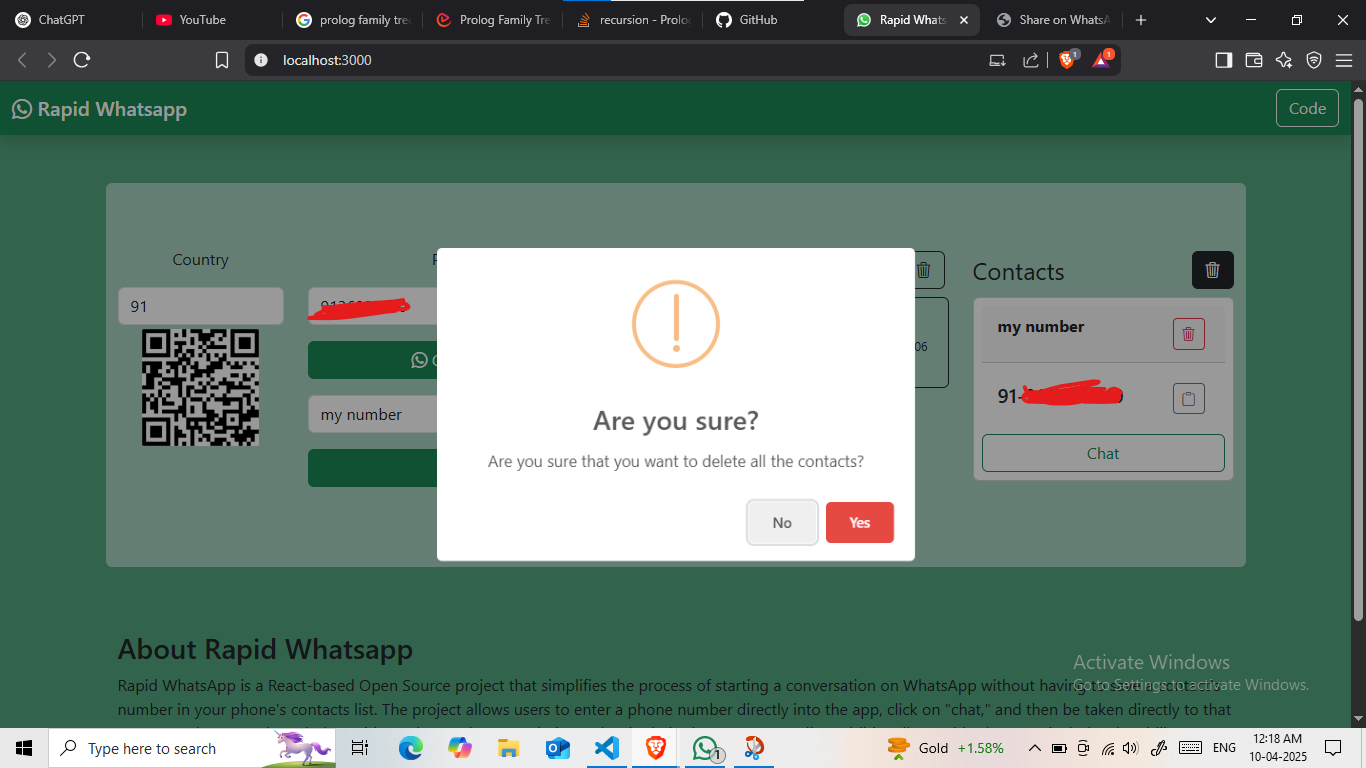 ChatGPT
YouTube
prolog family tree
Prolog Family Tre
recursion - Prolo
GitHub
Rapid Whats
Share on WhatsA
localhost:3000
1
1
Rapid Whatsapp
Code
Country
91
my number
06
Contacts
my number
91-
Chat
Are you sure?
Are you sure that you want to delete all the contacts?
No
Yes
About Rapid Whatsapp
Rapid WhatsApp is a React-based Open Source project that simplifies the process of starting a conversation on WhatsApp without having to save a contact's
number in your phone's contacts list. The project allows users to enter a phone number directly into the app, click on "chat," and then be taken directly to that
Activate Windows
Go to Settings to activate Windows.
Type here to search
1
Gold +1.58%
ENG
12:18 AM
10-04-2025